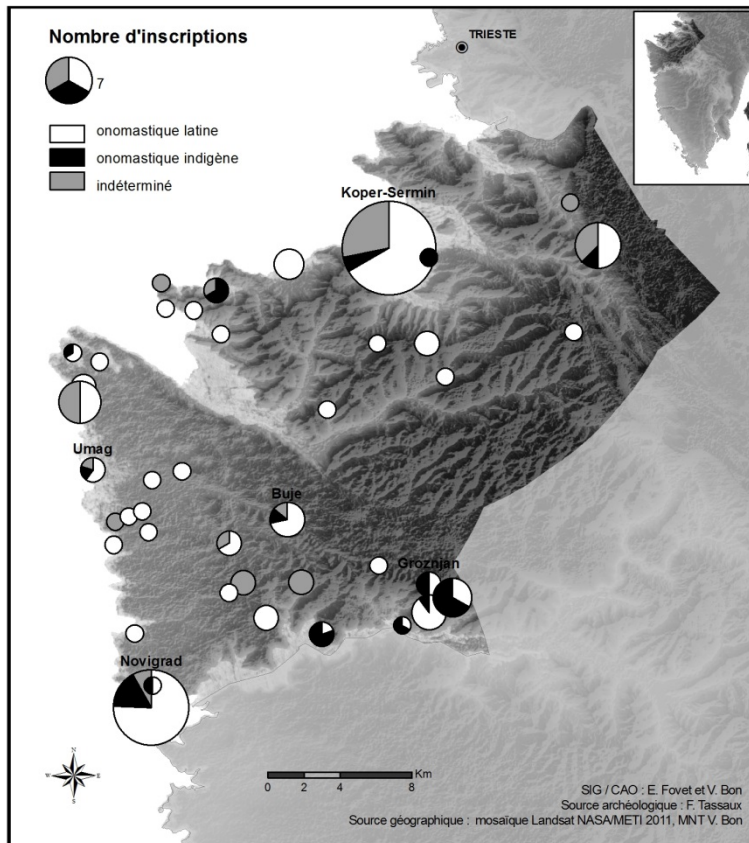 Nombre d'inscriptions
7
onomastique latine
onomastique indigène
indéterminé
TRIESTE
Koper-Sermin
Umag
Buje
Groznjan
Novigrad
N
W
E
S
Km
0 2 4 8
SIG / CAO : E. Fovet et V. Bon
Source archéologique : F. Tassaux
Source géographique : mosaïque Landsat NASA/METI 2011, MNT V. Bon